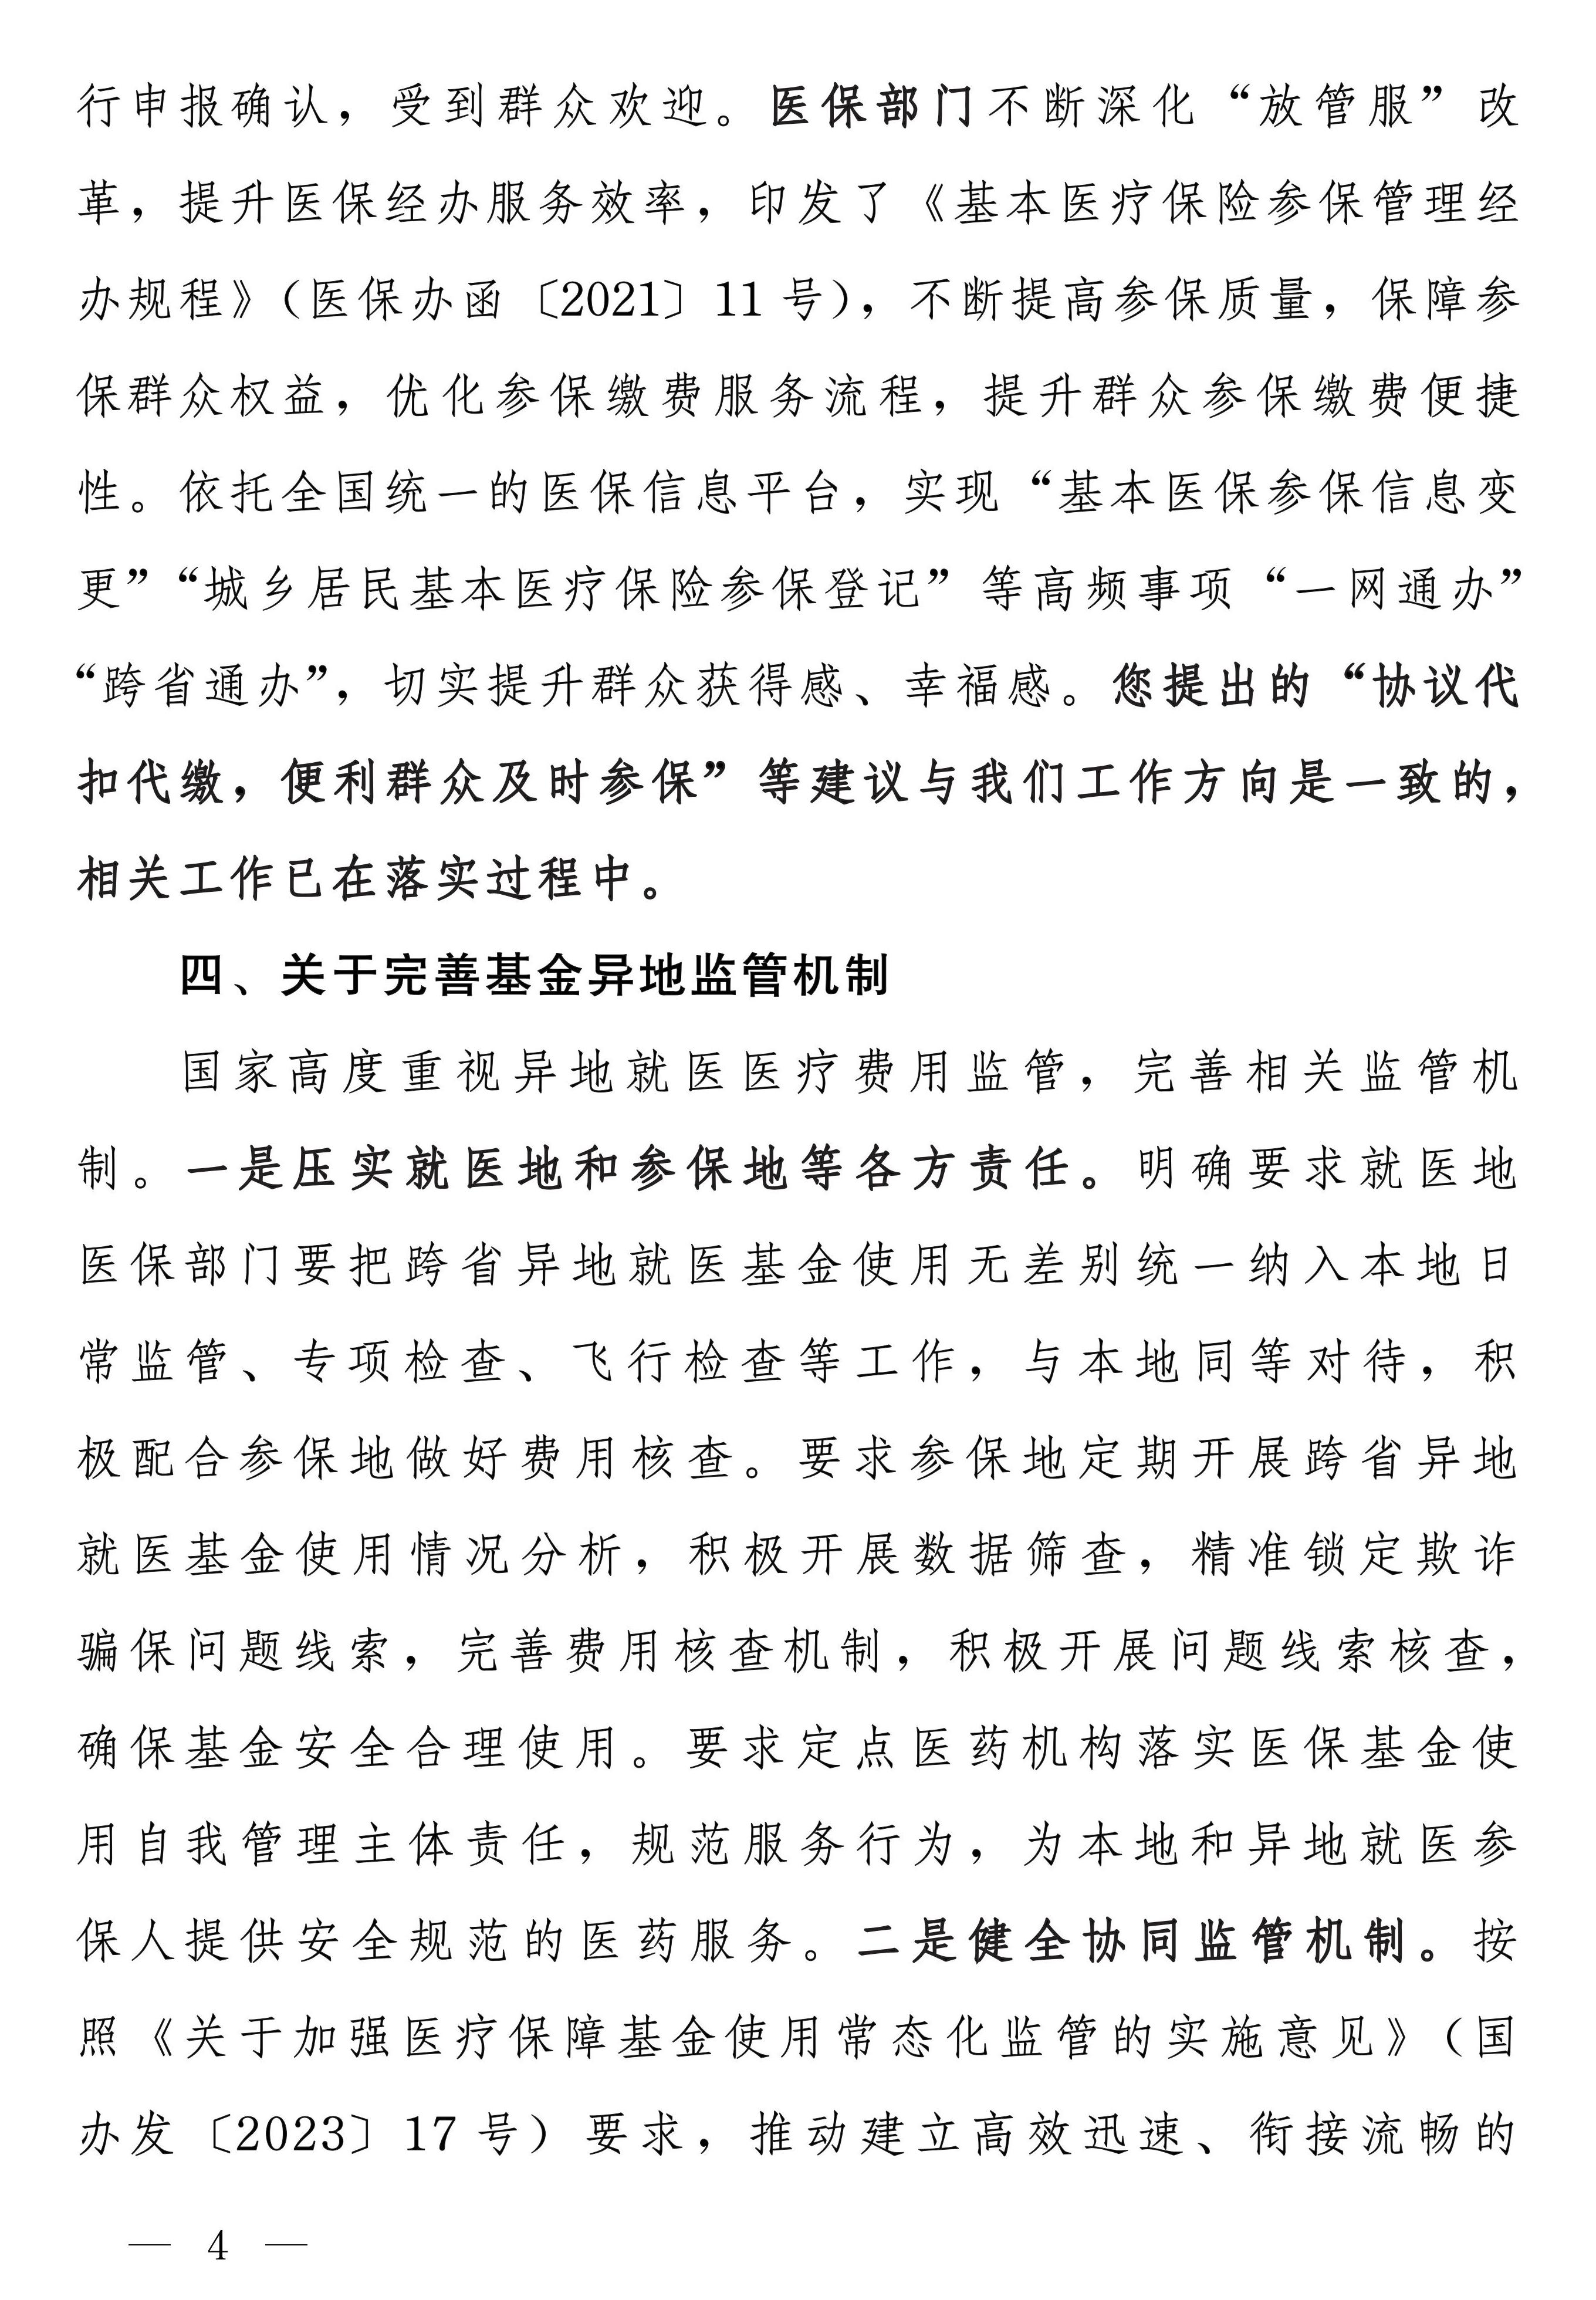 行申报确认，受到群众欢迎。医保部门不断深化“放管服”改
革，提升医保经办服务效率，印发了《基本医疗保险参保管理经
办规程》（医保办函〔2021〕11 号），不断提高参保质量，保障参
保群众权益，优化参保缴费服务流程，提升群众参保缴费便捷
性。依托全国统一的医保信息平台，实现“基本医保参保信息变
更”“城乡居民基本医疗保险参保登记”等高频事项“一网通办”
“跨省通办”，切实提升群众获得感、幸福感。您提出的“协议代
扣代缴，便利群众及时参保”等建议与我们工作方向是一致的，
相关工作已在落实过程中。
四、关于完善基金异地监管机制
国家高度重视异地就医医疗费用监管，完善相关监管机
制。一是压实就医地和参保地等各方责任。明确要求就医地
医保部门要把跨省异地就医基金使用无差别统一纳入本地日
常监管、专项检查、飞行检查等工作，与本地同等对待，积
极配合参保地做好费用核查。要求参保地定期开展跨省异地
就医基金使用情况分析，积极开展数据筛查，精准锁定欺诈
骗保问题线索，完善费用核查机制，积极开展问题线索核查，
确保基金安全合理使用。要求定点医药机构落实医保基金使
用自我管理主体责任，规范服务行为，为本地和异地就医参
保人提供安全规范的医药服务。二是健全协同监管机制。按
照《关于加强医疗保障基金使用常态化监管的实施意见》（国
办发〔2023〕17 号）要求，推动建立高效迅速、衔接流畅的
— 4 —